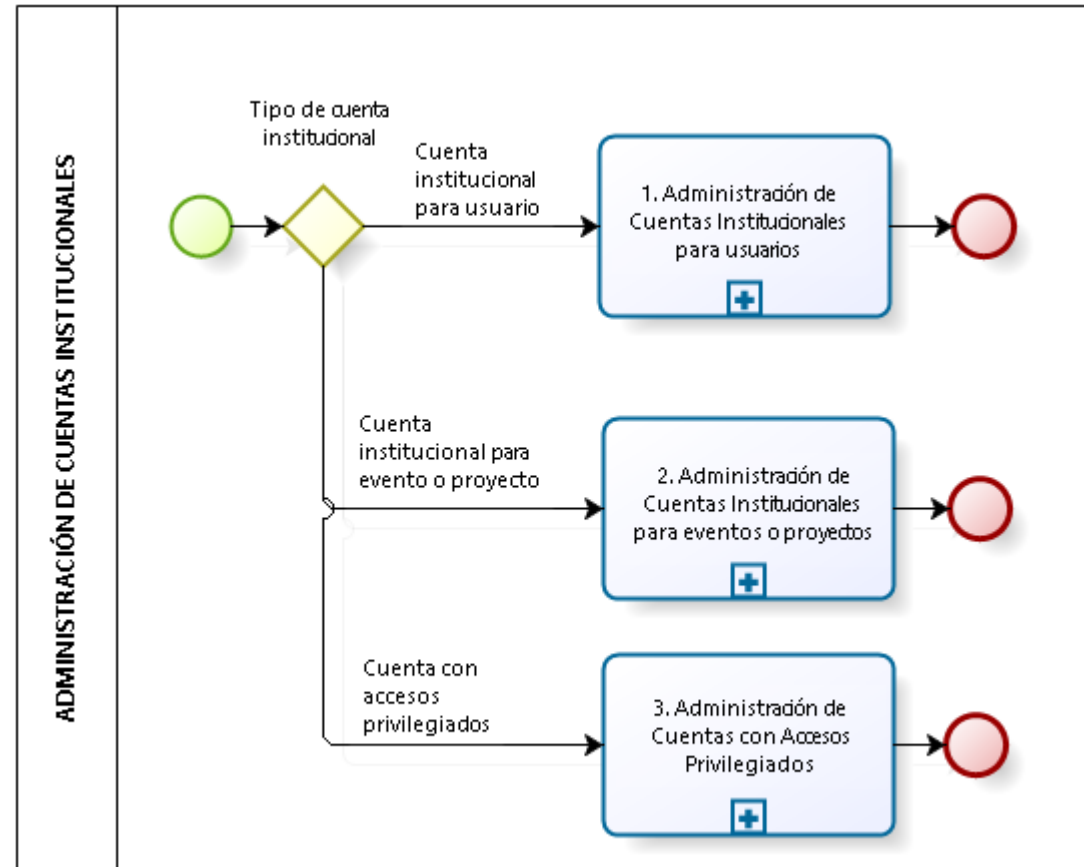 ADMINISTRACIÓN DE CUENTAS INSTITUCIONALES
Tipo de cuenta
institucional
Cuenta
institucional
para usuario
1. Administración de
Cuentas Institucionales
para usuarios
Cuenta
institucional para
evento o proyecto
2. Administración de
Cuentas Institucionales
para eventos o proyectos
Cuenta con
accesos
privilegiados
3. Administración de
Cuentas con Accesos
Privilegiados